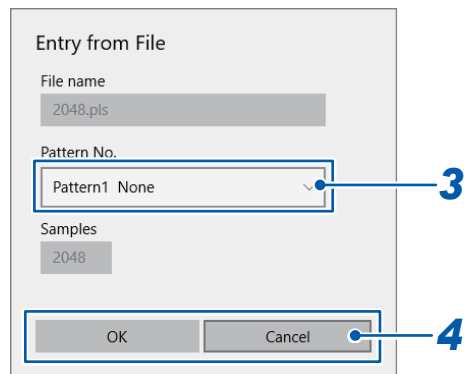 Entry from File
File name
2048.pls
Pattern No.
Pattern1 None
3
Samples
2048
OK Cancel
4